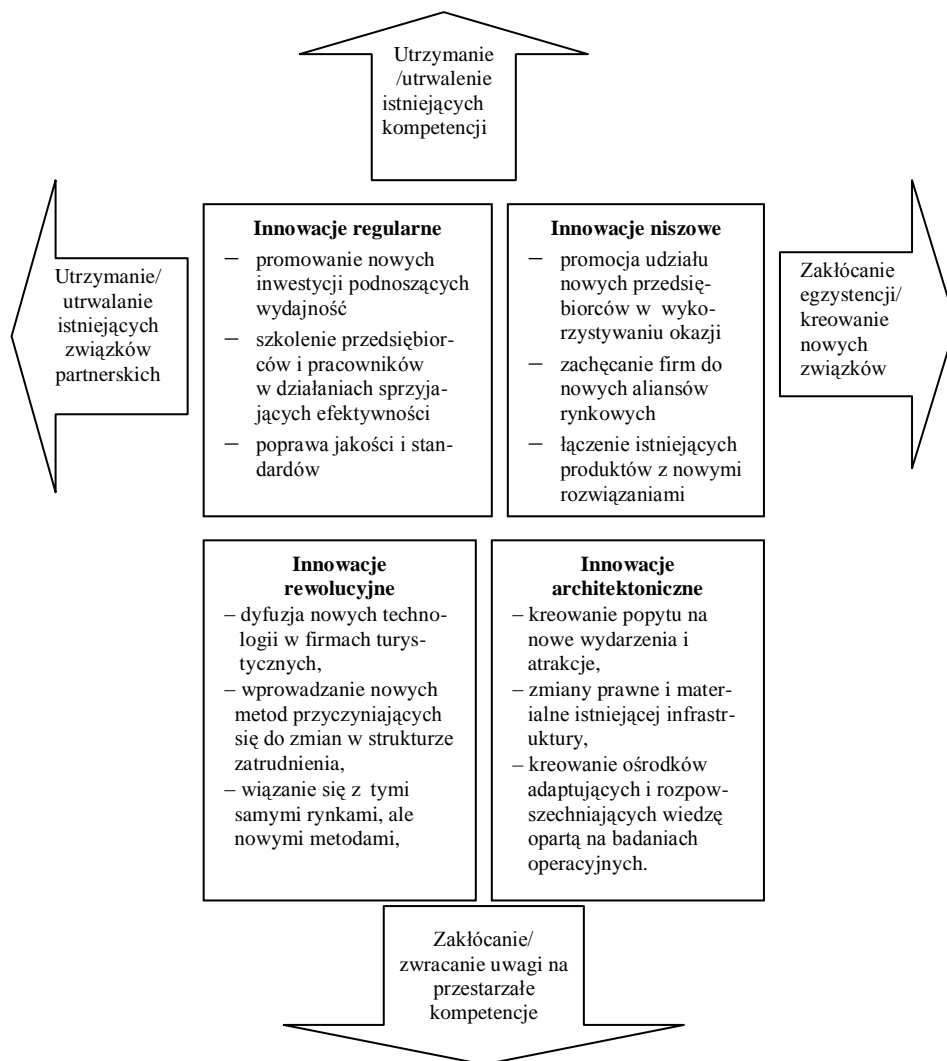 Utrzymanie
/utrwalenie
istniejących
kompetencji
Utrzymanie/
utrwalanie
istniejących
związków
partnerskich
Innowacje regularne
– promowanie nowych
inwestycji podnoszących
wydajność
– szkolenie przedsiębior-
ców i pracowników
w działaniach sprzyja-
jących efektywności
– poprawa jakości i stan-
dardów
Innowacje niszowe
– promocja udziału
nowych przedsię-
biorców w wyko-
rzystywaniu okazji
– zachęcanie firm do
nowych aliansów
rynkowych
– łączenie istniejących
produktów z nowymi
rozwiązaniami
Zakłócanie
egzystencji/
kreowanie
nowych
związków
Innowacje
rewolucyjne
– dyfuzja nowych techno-
logii w firmach turys-
tycznych,
– wprowadzanie nowych
metod przyczyniających
się do zmian w strukturze
zatrudnienia,
– wiązanie się z tymi
samymi rynkami, ale
nowymi metodami,
Innowacje
architektoniczne
– kreowanie popytu na
nowe wydarzenia i
atrakcje,
– zmiany prawne i mater-
ialne istniejącej infrastr-
uktury,
– kreowanie ośrodków
adaptujących i rozpow-
szechniających wiedzę
opartą na badaniach
operacyjnych.
Zakłócanie/
zwracanie uwagi na
przestarzałe
kompetencje